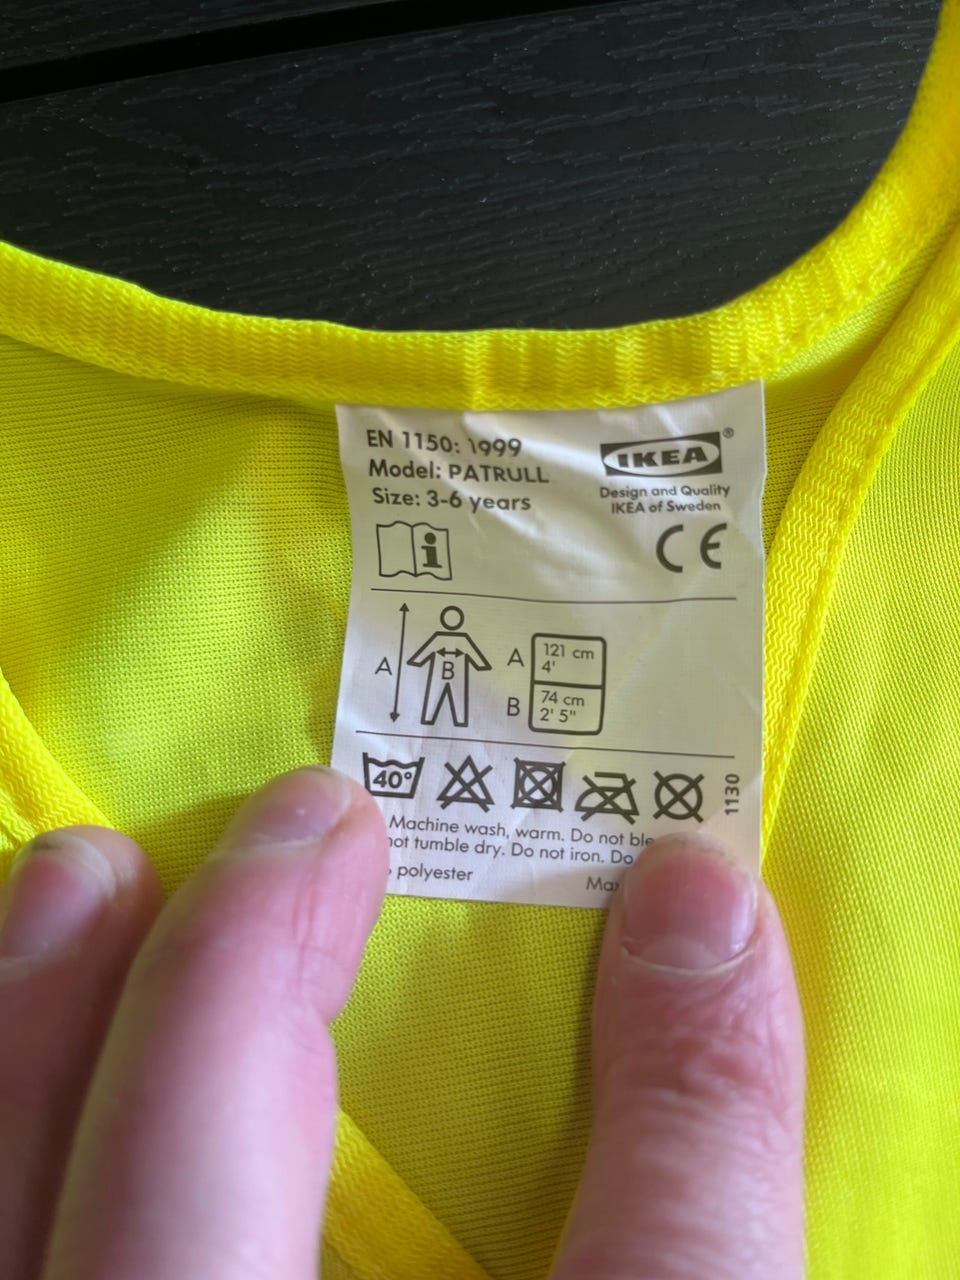 EN 1150: 1999
Model: PATRULL
Size: 3-6 years
IKEA®
Design and Quality
IKEA of Sweden
i
CE
A
B
A 121 cm
4'
B 74 cm
2' 5"
40°
1130
Machine wash, warm. Do not
not tumble dry. Do not iron. Do
polyester